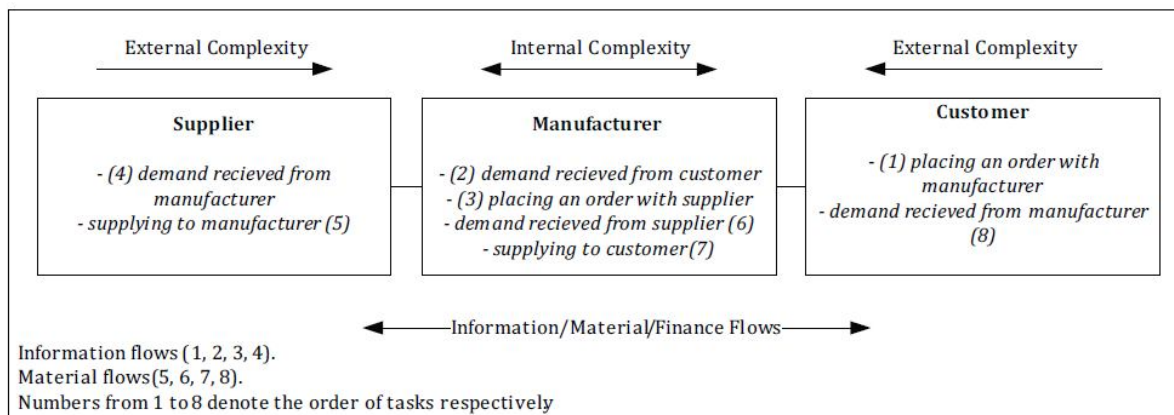 External Complexity
Internal Complexity
External Complexity
Supplier
- (4) demand recieved from
manufacturer
- supplying to manufacturer (5)
Manufacturer
- (2) demand recieved from customer
- (3) placing an order with supplier
- demand recieved from supplier (6)
- supplying to customer (7)
Customer
- (1) placing an order with
manufacturer
- demand recieved from manufacturer
(8)
Information/Material/Finance Flows
Information flows (1, 2, 3, 4).
Material flows(5, 6, 7, 8).
Numbers from 1 to 8 denote the order of tasks respectively